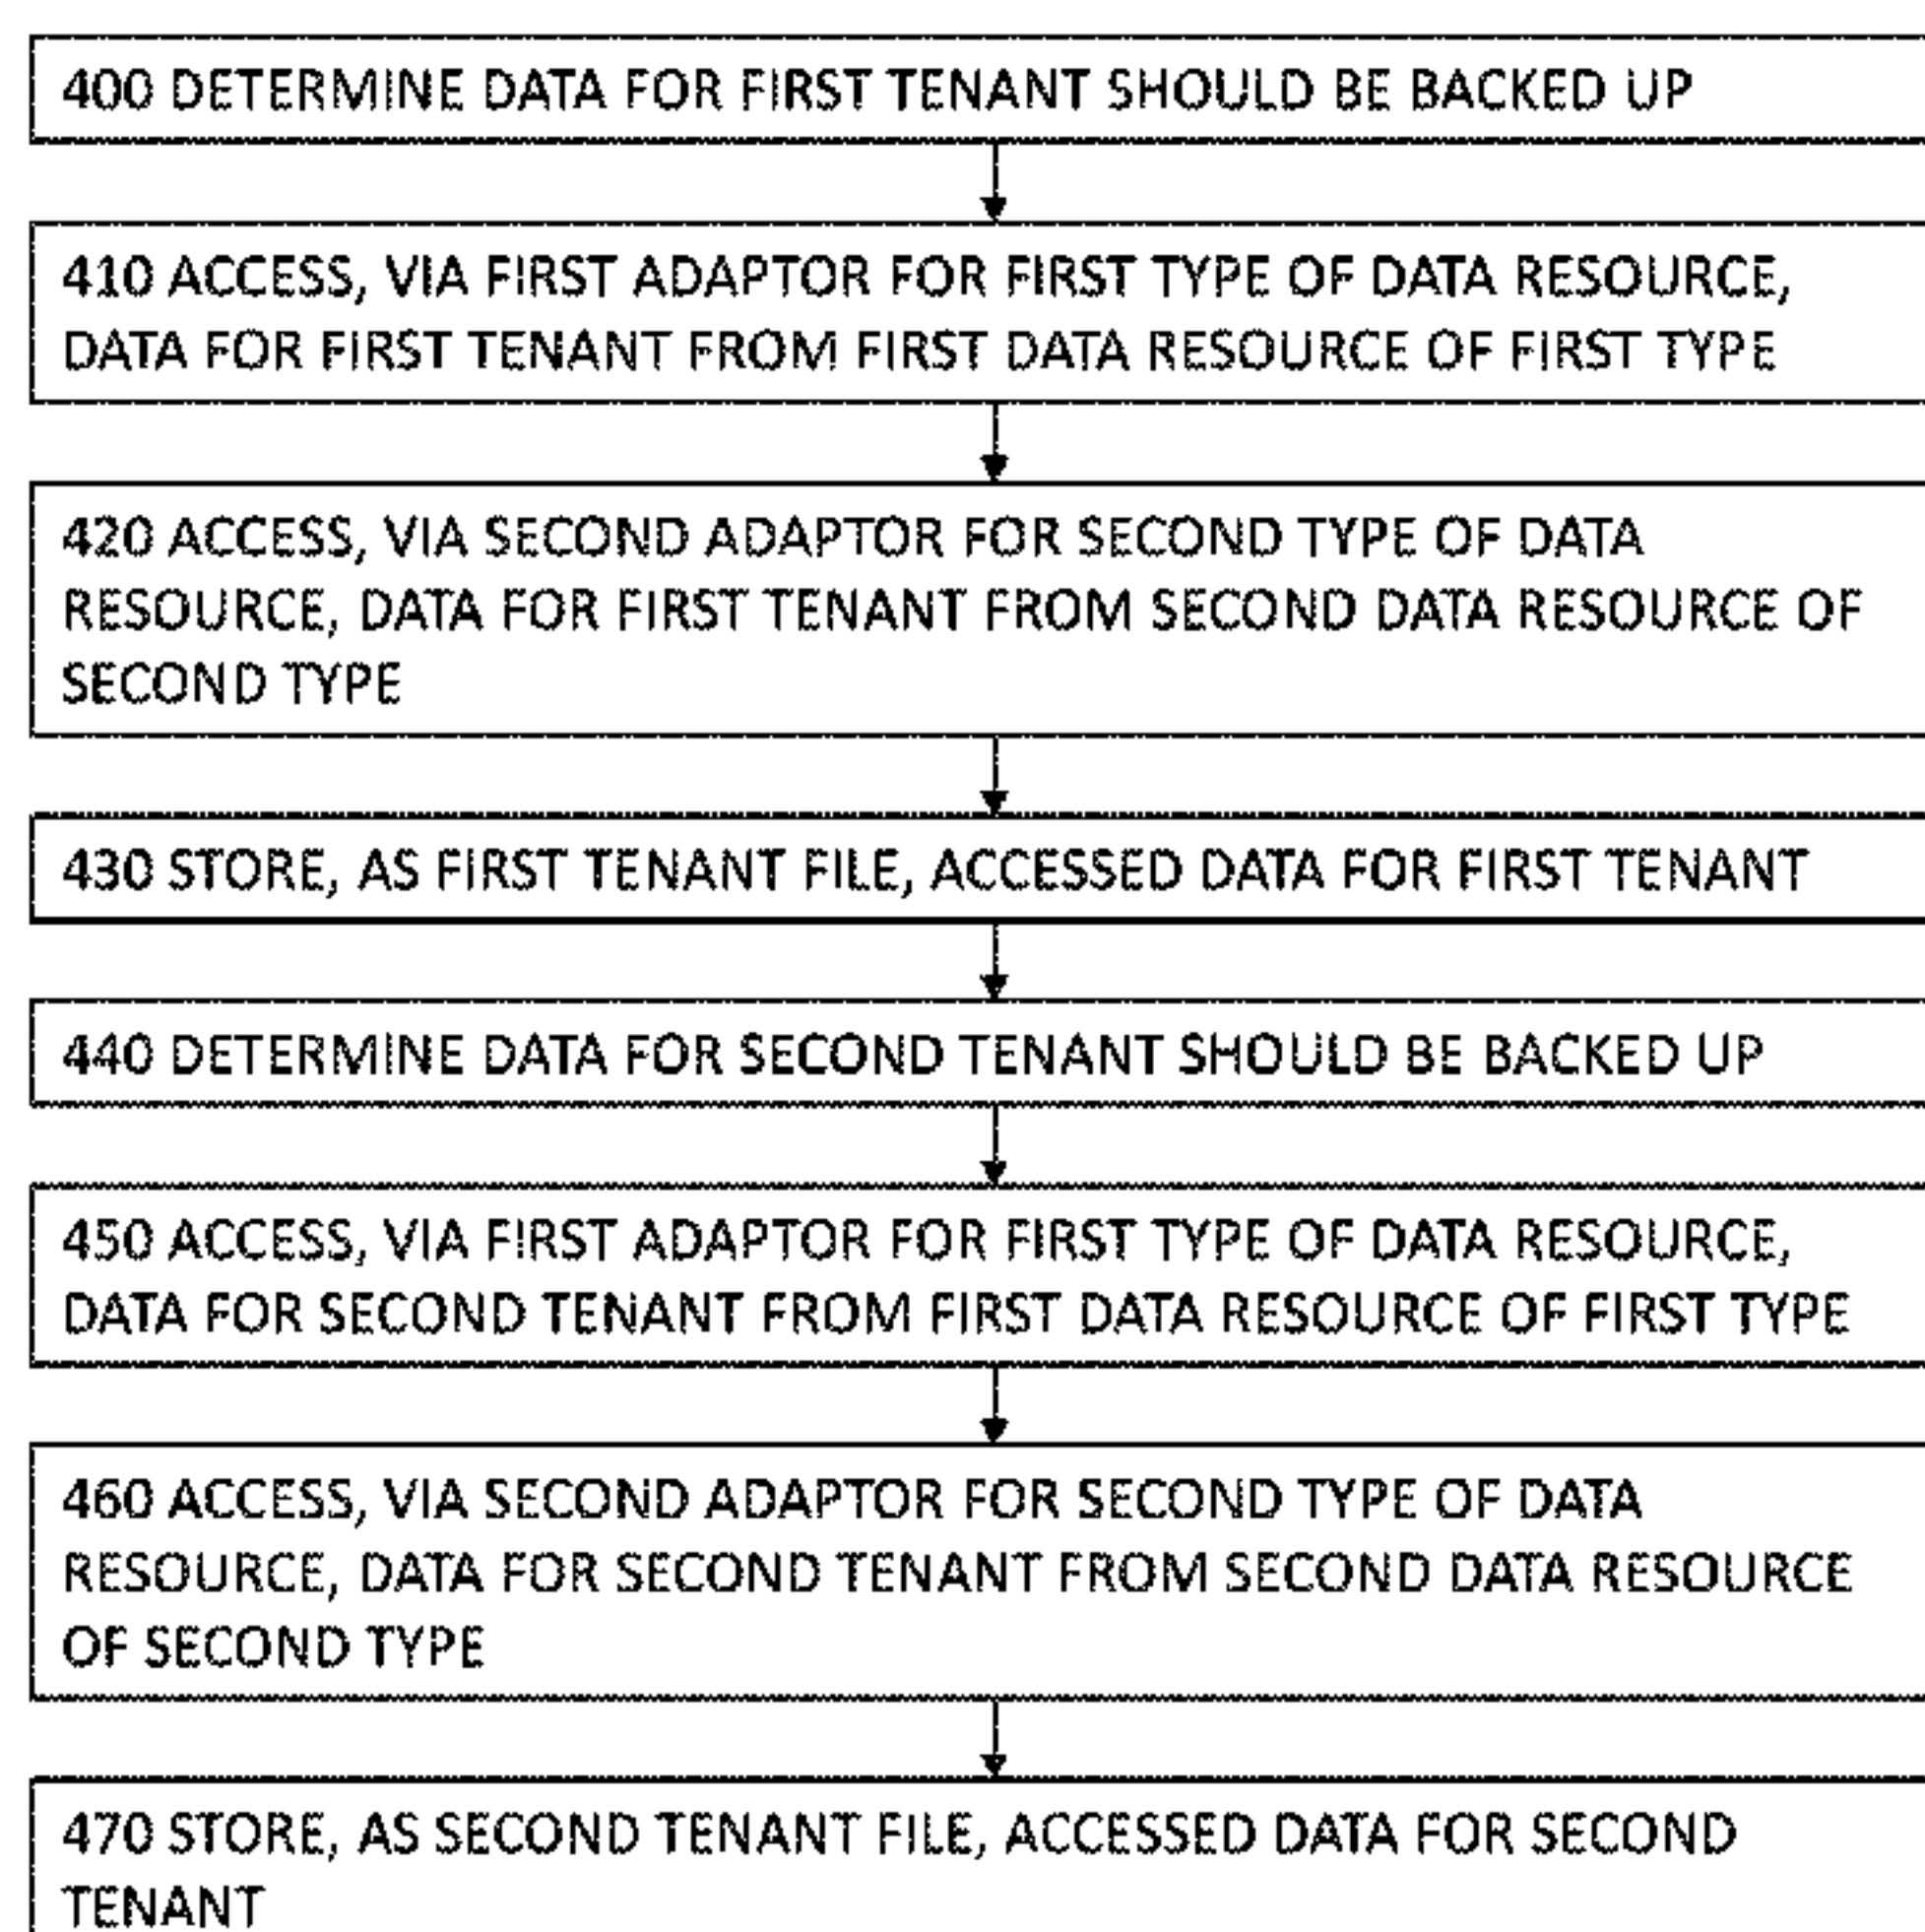 400 DETERMINE DATA FOR FIRST TENANT SHOULD BE BACKED UP
410 ACCESS, VIA FIRST ADAPTOR FOR FIRST TYPE OF DATA RESOURCE,
DATA FOR FIRST TENANT FROM FIRST DATA RESOURCE OF FIRST TYPE
420 ACCESS, VIA SECOND ADAPTOR FOR SECOND TYPE OF DATA
RESOURCE, DATA FOR FIRST TENANT FROM SECOND DATA RESOURCE OF
SECOND TYPE
430 STORE, AS FIRST TENANT FILE, ACCESSED DATA FOR FIRST TENANT
440 DETERMINE DATA FOR SECOND TENANT SHOULD BE BACKED UP
450 ACCESS, VIA FIRST ADAPTOR FOR FIRST TYPE OF DATA RESOURCE,
DATA FOR SECOND TENANT FROM FIRST DATA RESOURCE OF FIRST TYPE
460 ACCESS, VIA SECOND ADAPTOR FOR SECOND TYPE OF DATA
RESOURCE, DATA FOR SECOND TENANT FROM SECOND DATA RESOURCE
OF SECOND TYPE
470 STORE, AS SECOND TENANT FILE, ACCESSED DATA FOR SECOND
TENANT